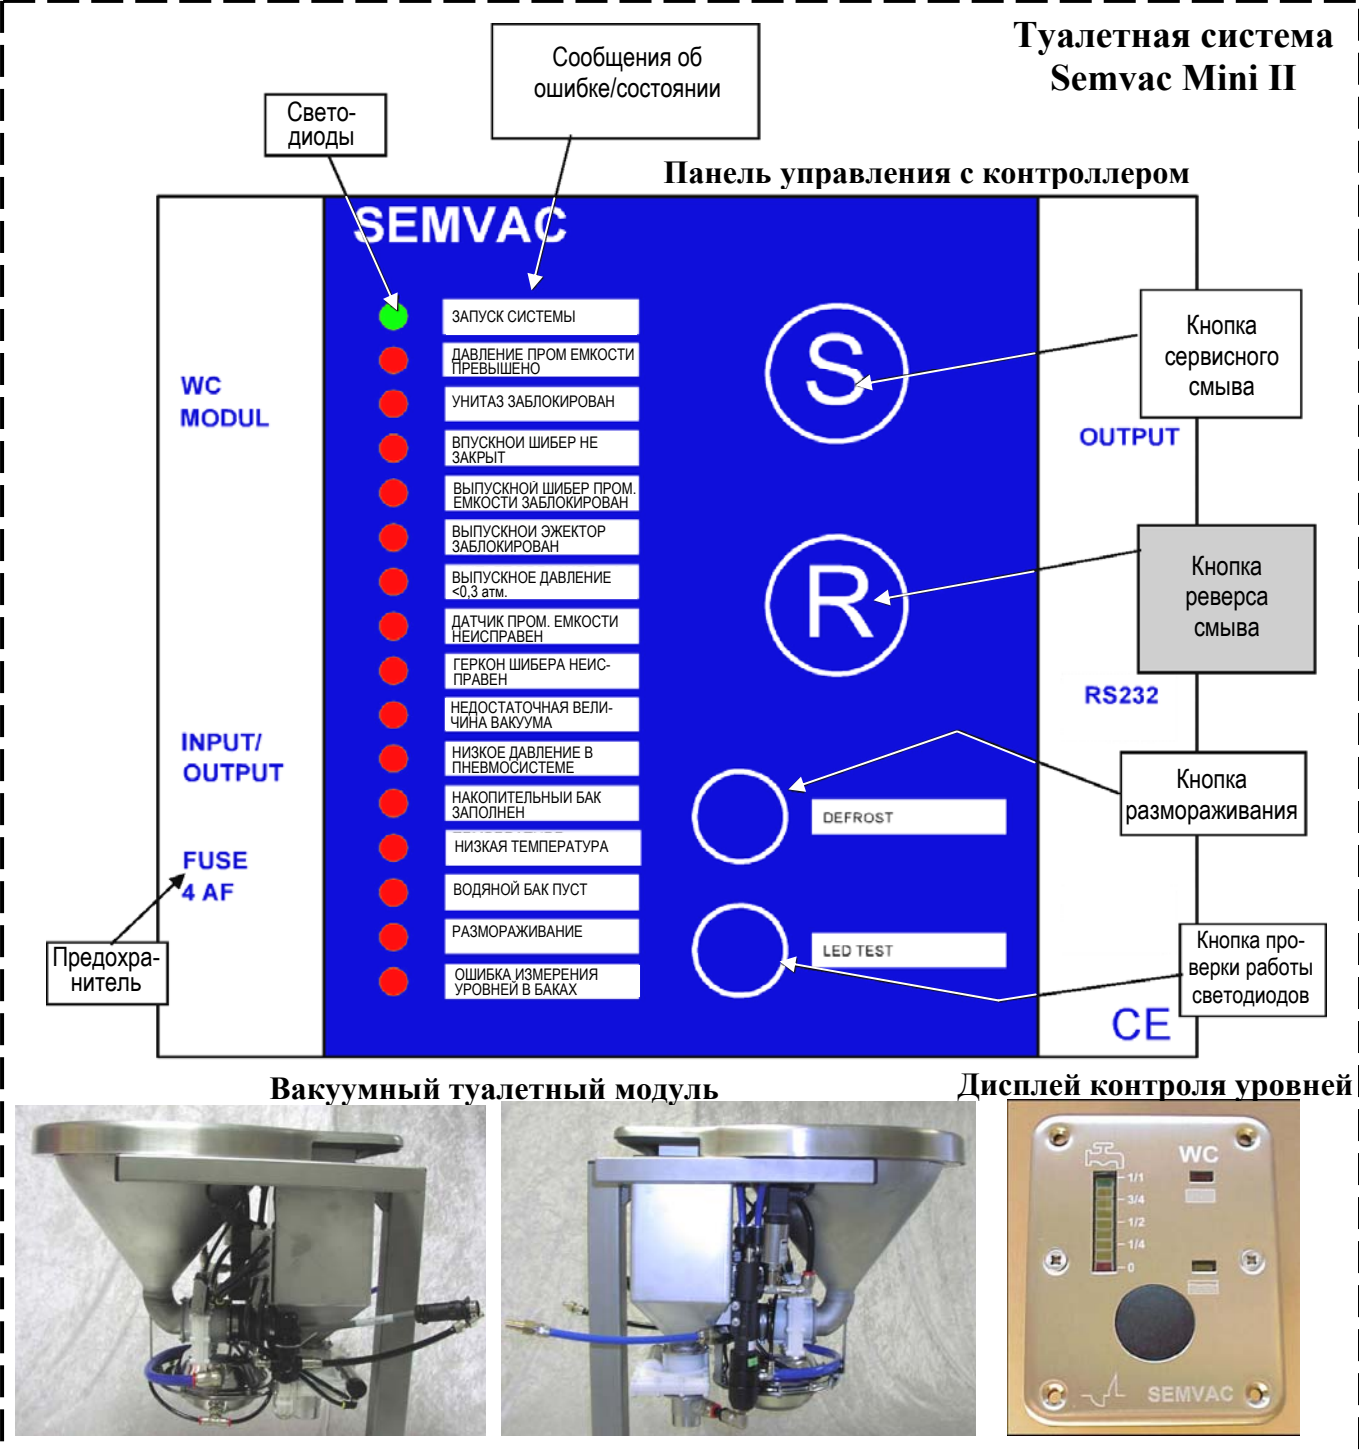 Туалетная система
Semvac Mini II
Сообщения об
ошибке/состоянии
Свето-
диоды
Панель управления с контроллером
SEMVAC
ЗАПУСК СИСТЕМЫ
ДАВЛЕНИЕ ПРОМ ЕМКОСТИ
ПРЕВЫШЕНО
УНИТАЗ ЗАБЛОКИРОВАН
ВПУСКНОИ ШИБЕР НЕ
ЗАКРЫТ
ВЫПУСКНОЙ ШИБЕР ПРОМ.
ЕМКОСТИ ЗАБЛОКИРОВАН
ВЫПУСКНОИ ЭЖЕКТОР
ЗАБЛОКИРОВАН
ВЫПУСКНОЕ ДАВЛЕНИЕ
<0,3 атм.
ДАТЧИК ПРОМ. ЕМКОСТИ
НЕИСПРАВЕН
ГЕРКОН ШИБЕРА НЕИС-
ПРАВЕН
НЕДОСТАТОЧНАЯ ВЕЛИ-
ЧИНА ВАКУУМА
НИЗКОЕ ДАВЛЕНИЕ В
ПНЕВМОСИСТЕМЕ
НАКОПИТЕЛЬНЫИ БАК
ЗАПОЛНЕН
НИЗКАЯ ТЕМПЕРАТУРА
ВОДЯНОЙ БАК ПУСТ
РАЗМОРАЖИВАНИЕ
ОШИБКА ИЗМЕРЕНИЯ
УРОВНЕЙ В БАКАХ
WC
MODUL
INPUT/
OUTPUT
FUSE
4 AF
Предохра-
нитель
S
R
DEFROST
LED TEST
Кнопка
сервисного
смыва
OUTPUT
Кнопка
реверса
смыва
RS232
Кнопка
размораживания
Кнопка про-
верки работы
светодиодов
CE
Вакуумный туалетный модуль
Дисплей контроля уровней
WC
1/1
3/4
1/2
1/4
0
SEMVAC